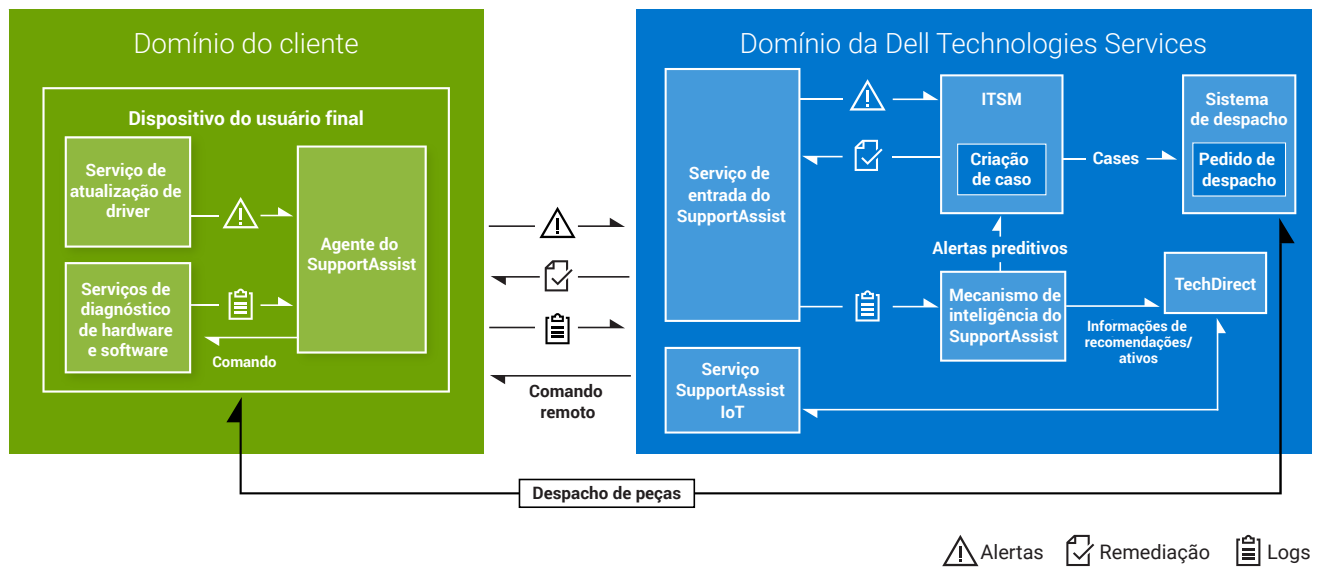 Domínio do cliente
Dispositivo do usuário final
Serviço de
atualização de
driver
Serviços de
diagnóstico
de hardware
e software
Comando
Agente do
SupportAssist
Comando
remoto
Domínio da Dell Technologies Services
Serviço de
entrada do
SupportAssist
ITSM
Criação
de caso
Cases
Sistema
de despacho
Pedido de
despacho
Alertas preditivos
Mecanismo de
inteligência do
SupportAssist
TechDirect
Informações de
recomendações/
ativos
Serviço
SupportAssist
IoT
Despacho de peças
Alertas
Remediação
Logs